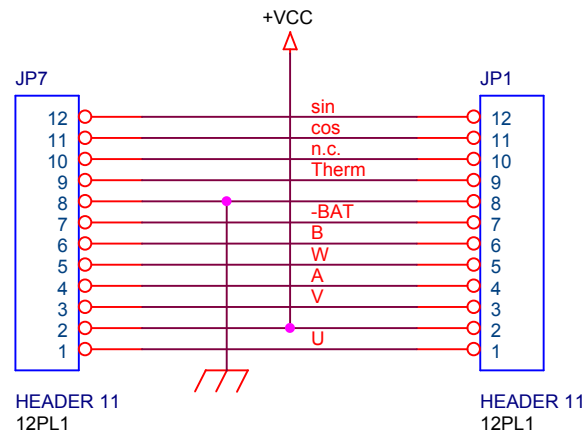 +VCC
JP7
JP1
12 sin 12
11 cos 11
10 n.c. 10
9 Therm 9
8 8
7 -BAT 7
6 B 6
5 W 5
4 A 4
3 V 3
2 2
1 U 1
HEADER 11
12PL1
HEADER 11
12PL1